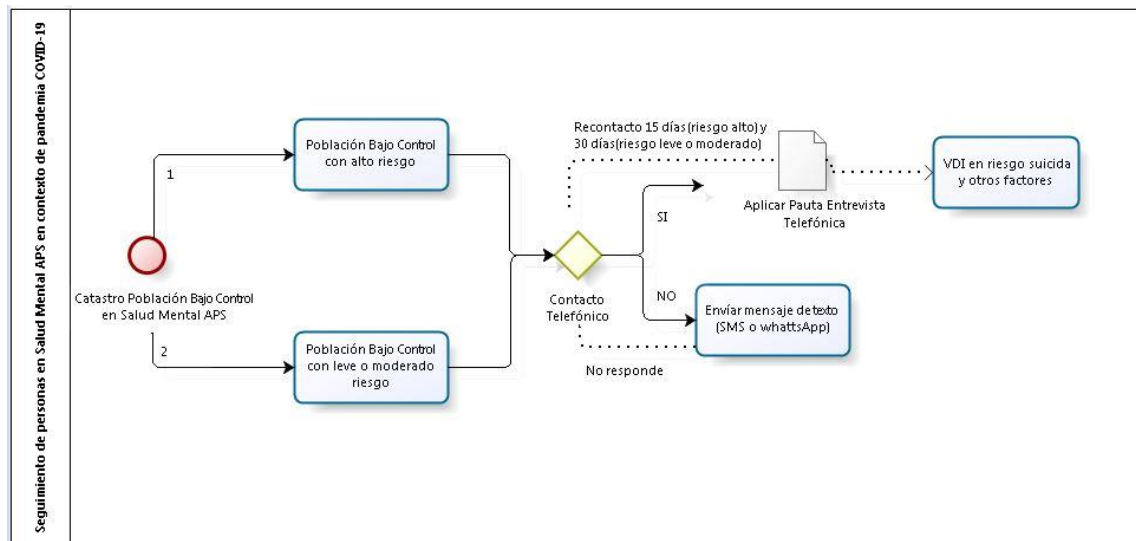 Seguimiento de personas en Salud Mental APS en contexto de pandemia COVID-19
Catastro Población Bajo Control
en Salud Mental APS
1
Población Bajo Control
con alto riesgo
2
Población Bajo Control
con leve o moderado
riesgo
Contacto
Telefónico
Recontacto 15 días(riesgo alto) y
30 días(riesgo leve o moderado)
SI
Aplicar Pauta Entrevista
Telefónica
VDI en riesgo suicida
y otros factores
NO
Envíar mensaje de texto
(SMS o whattsApp)
No responde